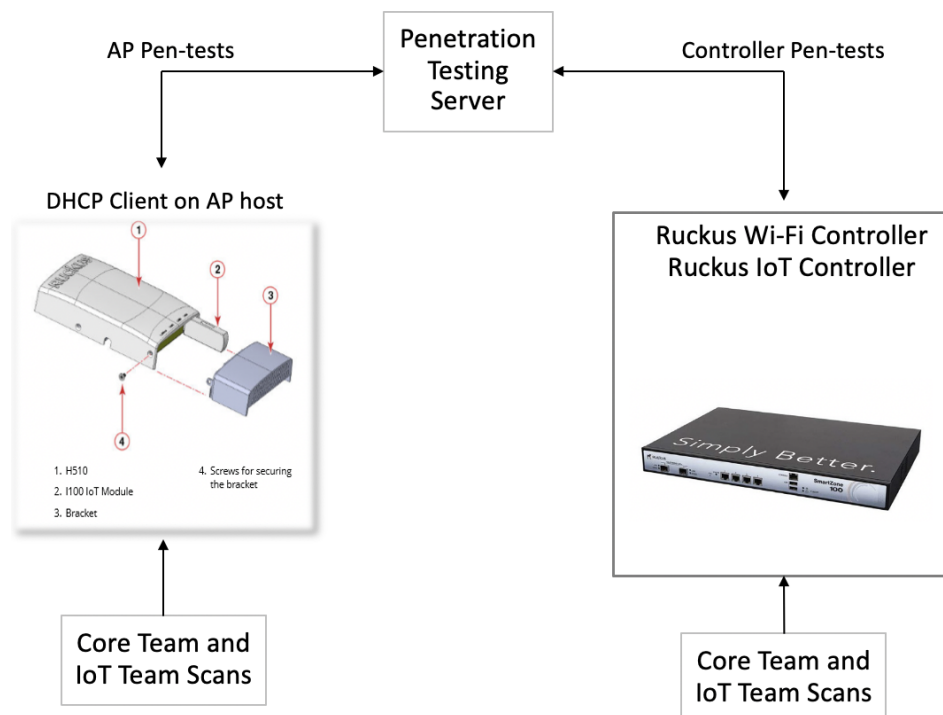 AP Pen-tests
Penetration
Testing
Server
Controller Pen-tests
DHCP Client on AP host
1
2
3
4
RUCKUS
1. H510
2. I100 IoT Module
3. Bracket
4. Screws for securing
the bracket
Ruckus Wi-Fi Controller
Ruckus IoT Controller
Simply Better.
SmartZone
100
Core Team and
IoT Team Scans
Core Team and
IoT Team Scans